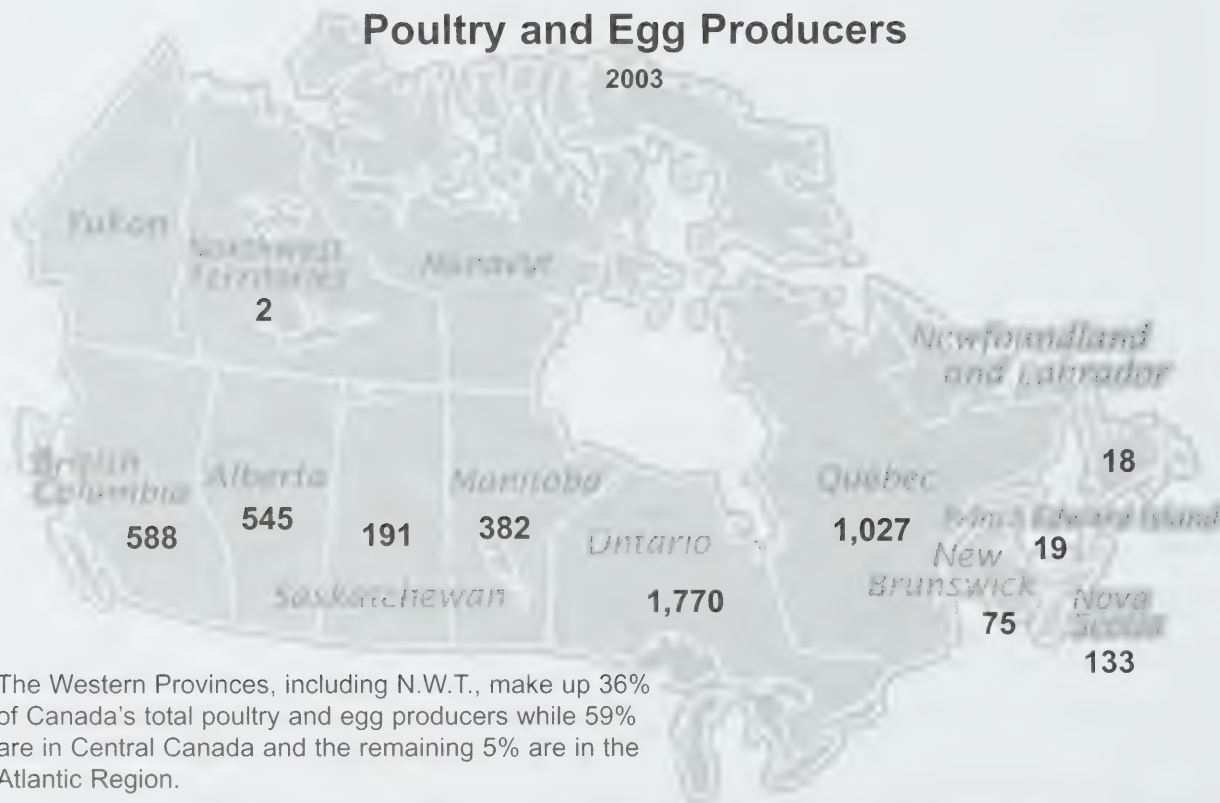 Poultry and Egg Producers
2003
Yukon
Northwest
Territories
2
Nunavut
Newfoundland
and Labrador
18
British
Columbia
588
Alberta
545
191
Saskatchewan
Manitoba
382
Ontario
1,770
Québec
1,027
Prince Edward Island
19
New
Brunswick
75
Nova
Scotia
133
The Western Provinces, including N.W.T., make up 36%
of Canada's total poultry and egg producers while 59%
are in Central Canada and the remaining 5% are in the
Atlantic Region.